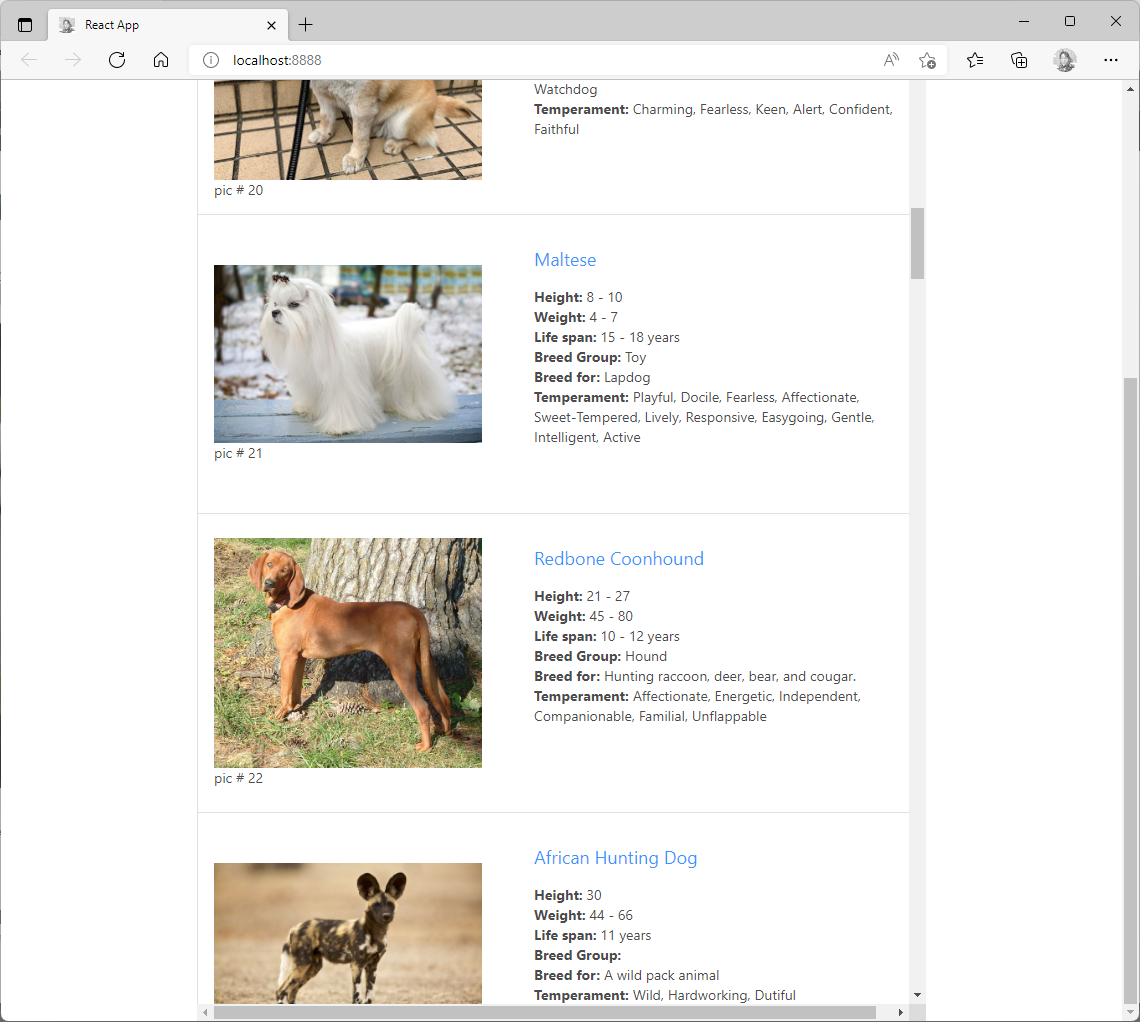 React App
localhost:8888
Watchdog
Temperament: Charming, Fearless, Keen, Alert, Confident,
Faithful
pic # 20
Maltese
Height: 8 - 10
Weight: 4 - 7
Life span: 15 - 18 years
Breed Group: Toy
Breed for: Lapdog
Temperament: Playful, Docile, Fearless, Affectionate,
Sweet-Tempered, Lively, Responsive, Easygoing, Gentle,
Intelligent, Active
pic # 21
Redbone Coonhound
Height: 21 - 27
Weight: 45 - 80
Life span: 10 - 12 years
Breed Group: Hound
Breed for: Hunting raccoon, deer, bear, and cougar.
Temperament: Affectionate, Energetic, Independent,
Companionable, Familial, Unflappable
pic # 22
African Hunting Dog
Height: 30
Weight: 44 - 66
Life span: 11 years
Breed Group:
Breed for: A wild pack animal
Temperament: Wild, Hardworking, Dutiful